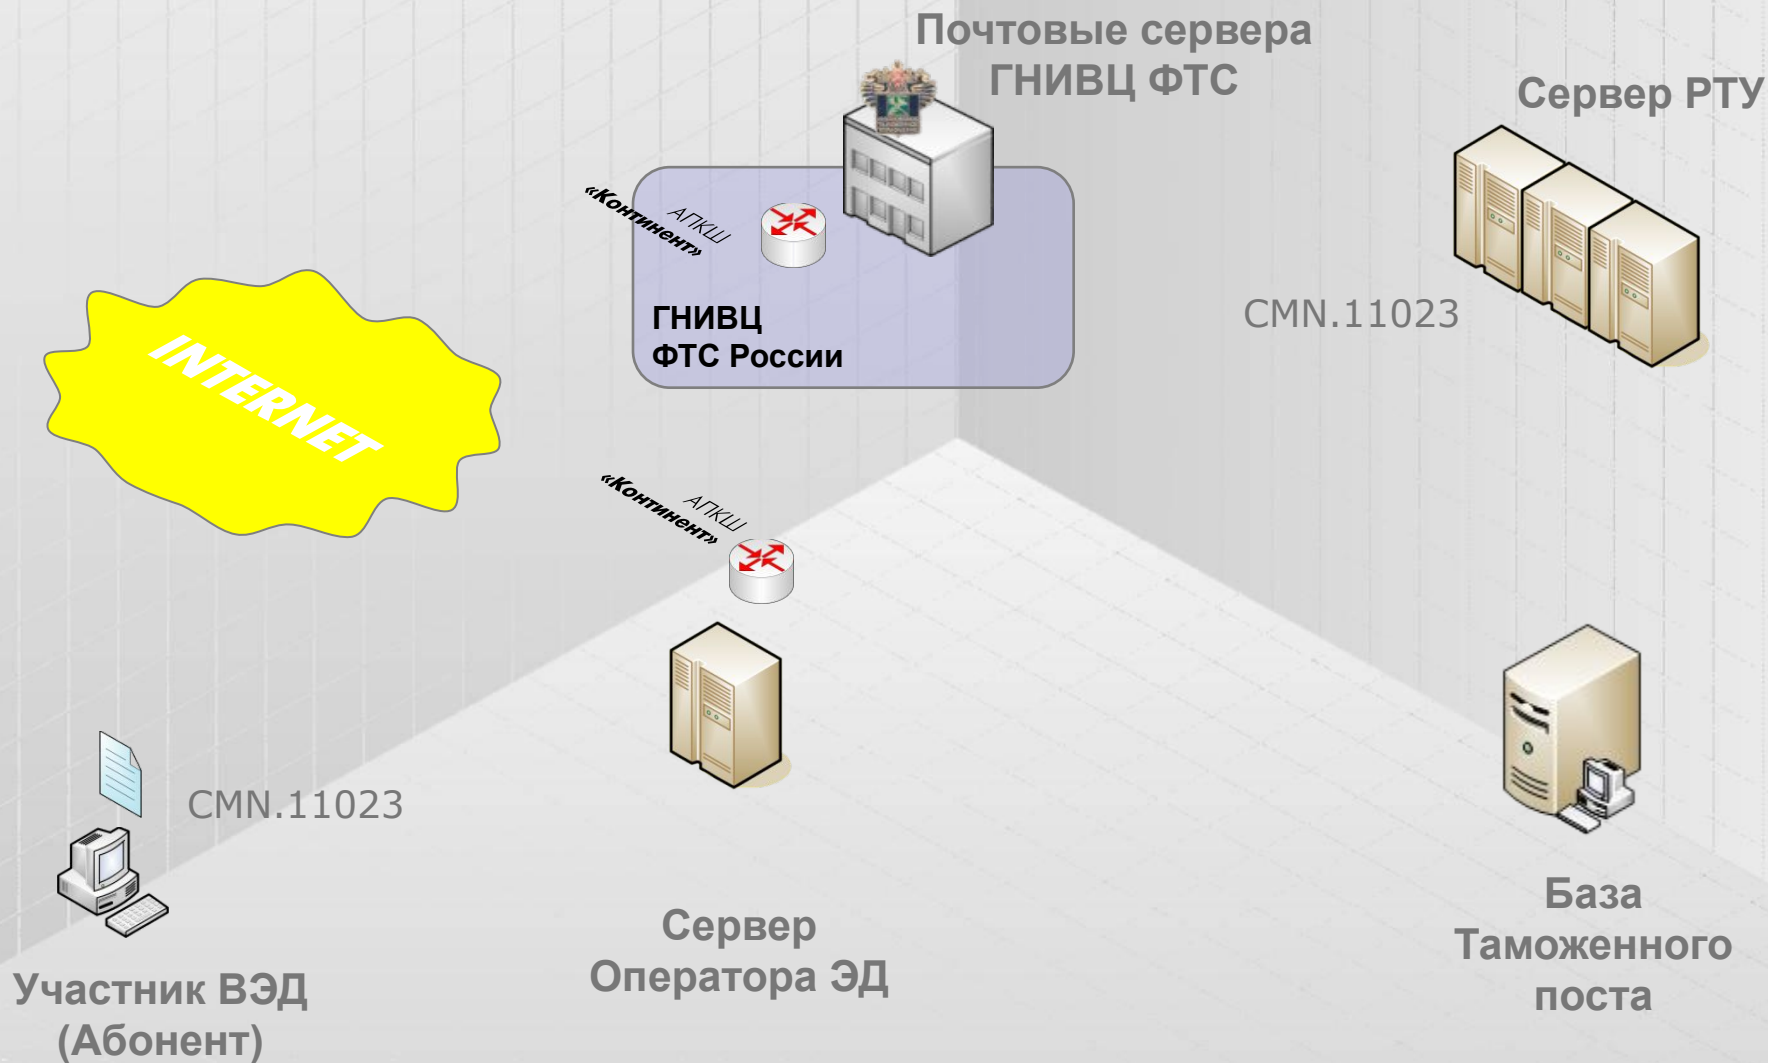 Почтовые сервера
ГНИВЦ ФТС
Сервер РТУ
АПКШ
«Континент»
ГНИВЦ
ФТС России
CMN.11023
INTERNET
АПКШ
«Континент»
CMN.11023
Сервер
Оператора ЭД
База
Таможенного
поста
Участник ВЭД
(Абонент)